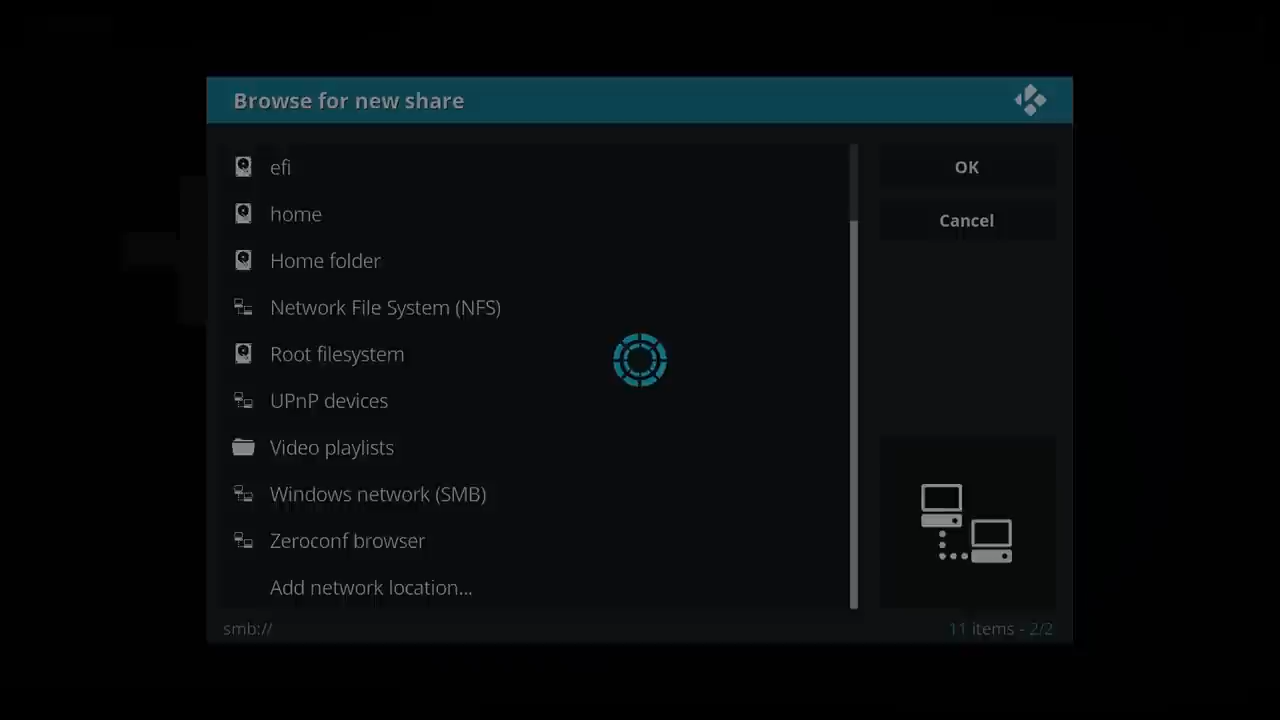 Browse for new share
efi
home
Home folder
Network File System (NFS)
Root filesystem
UPnP devices
Video playlists
Windows network (SMB)
Zeroconf browser
Add network location...
OK
Cancel
smb://
11 items - 2/2